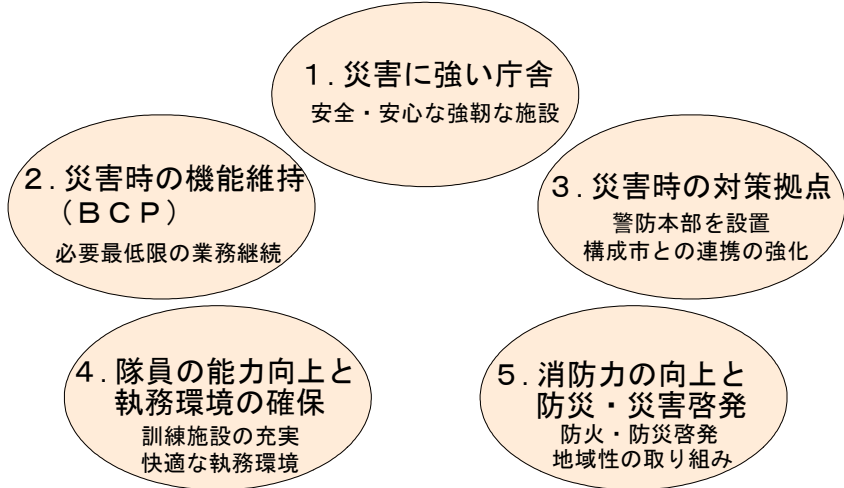 １.災害に強い庁舎
安全・安心な強靭な施設
２.災害時の機能維持
（ＢＣＰ）
必要最低限の業務継続
３.災害時の対策拠点
警防本部を設置
構成市との連携の強化
４.隊員の能力向上と
執務環境の確保
訓練施設の充実
快適な執務環境
５.消防力の向上と
防災・災害啓発
防火・防災啓発
地域性の取り組み